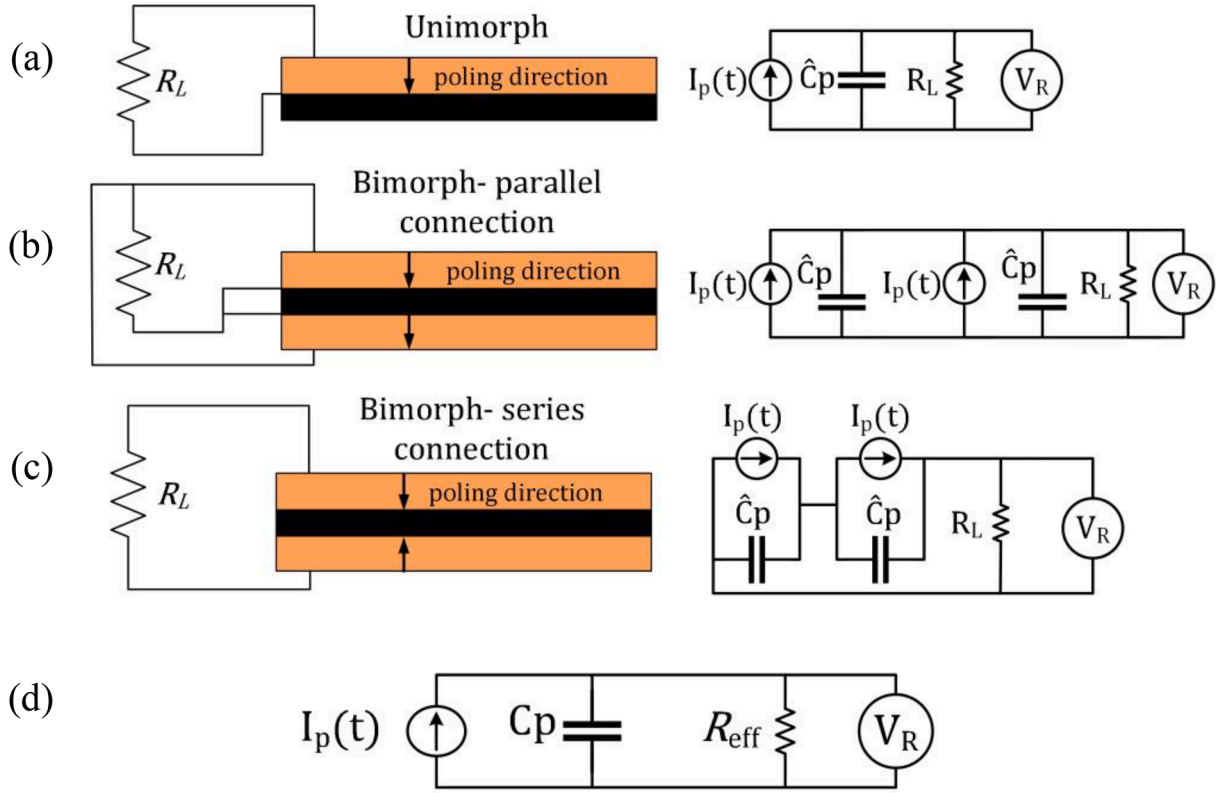 (a)
Unimorph
R_L
poling direction
I_p(t)
Ĉp
R_L
V_R
(b)
Bimorph- parallel
connection
R_L
poling direction
I_p(t)
Ĉp
I_p(t)
Ĉp
R_L
V_R
(c)
Bimorph- series
connection
R_L
poling direction
I_p(t)
I_p(t)
Ĉp
Ĉp
R_L
V_R
(d)
I_p(t)
Cp
R_eff
V_R